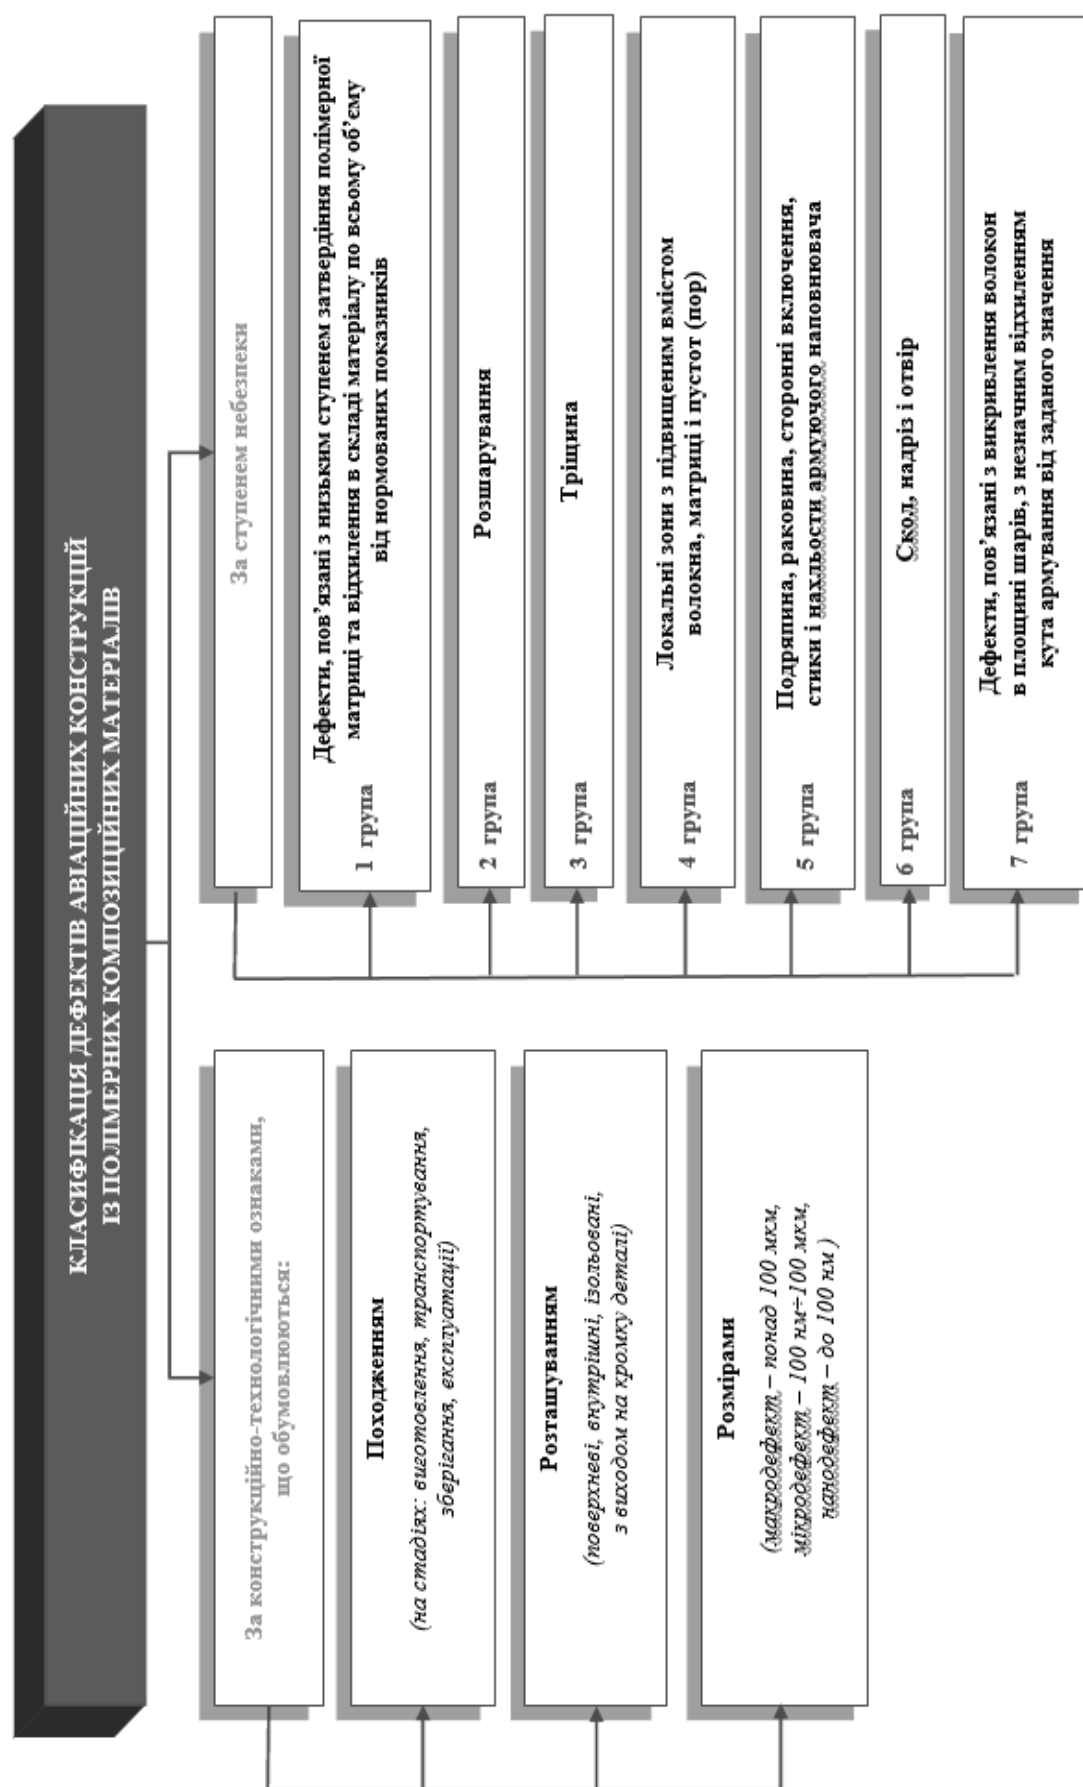 КЛАСИФІКАЦІЯ ДЕФЕКТІВ АВІАЦІЙНИХ КОНСТРУКЦІЙ
ІЗ ПОЛІМЕРНИХ КОМПОЗИЦІЙНИХ МАТЕРІАЛІВ
За конструкційно-технологічними ознаками,
що обумовлюються:
Походженням
(на стадіях: виготовлення, транспортування,
зберігання, експлуатації)
Розташуванням
(поверхневі, внутрішні, ізольовані,
з виходом на кромку деталі)
Розмірами
(макродефект – понад 100 мкм,
мікродефект – 100 нм÷100 мкм,
нанодефект – до 100 нм )
За ступенем небезпеки
1 група
Дефекти, пов’язані з низьким ступенем затвердіння полімерної
матриці та відхилення в складі матеріалу по всьому об’єму
від нормованих показників
2 група
Розшарування
3 група
Тріщина
4 група
Локальні зони з підвищеним вмістом
волокна, матриці і пустот (пор)
5 група
Подряпина, раковина, сторонні включення,
стики і нахльости армуючого наповнювача
6 група
Скол, надріз і отвір
7 група
Дефекти, пов’язані з викривлення волокон
в площині шарів, з незначним відхиленням
кута армування від заданого значення